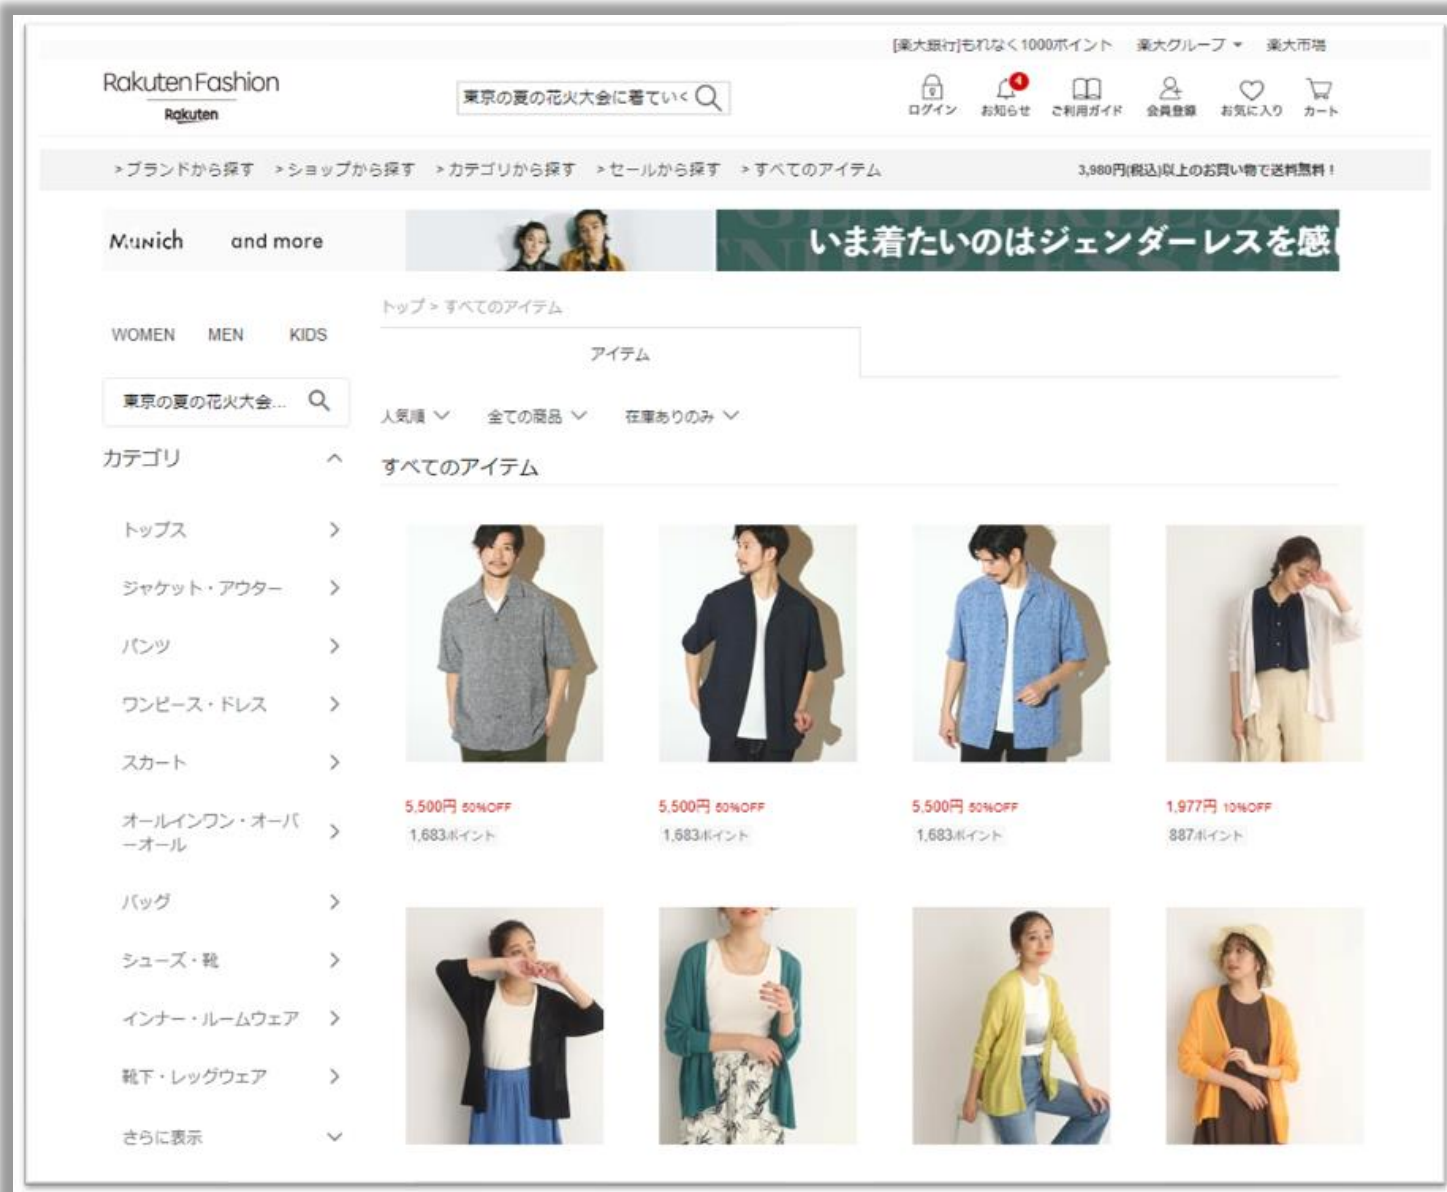 [楽大銀行]もれなく1000ポイント 楽大グループ 楽大市場
Rakuten Fashion
Rakuten
東京の夏の花火大会に着ていく
4
ログイン お知らせ ご利用ガイド 会員登録 お気に入り カート
>ブランドから探す >ショップから探す >カテゴリから探す >セールから探す >すべてのアイテム 3,980円(税込)以上のお買い物で送料無料!
Munich and more
GENDERLESS
いま着たいのはジェンダーレスを感じ
トップ > すべてのアイテム
WOMEN MEN KIDS
アイテム
東京の夏の花火大会...
人気順 全ての商品 在庫ありのみ
カテゴリ
すべてのアイテム
トップス
ジャケット・アウター
パンツ
ワンピース・ドレス
スカート
オールインワン・オーバ
ーオール
バッグ
シューズ・靴
インナー・ルームウェア
靴下・レッグウェア
さらに表示
5,500円 50%OFF 5,500円 50%OFF 5,500円 50%OFF 1,977円 10%OFF
1,683ポイント 1,683ポイント 1,683ポイント 887ポイント